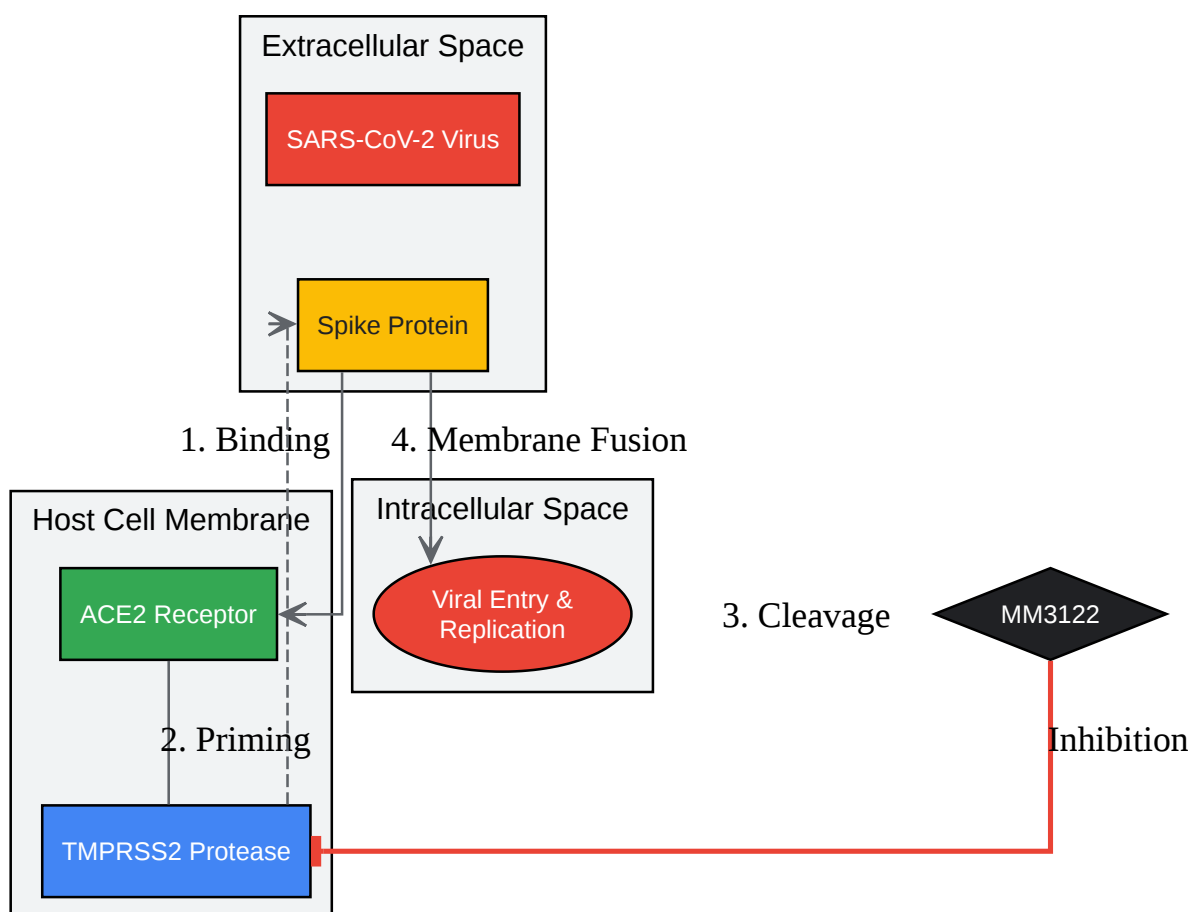 Extracellular Space
SARS-CoV-2 Virus
Spike Protein
1. Binding
4. Membrane Fusion
Host Cell Membrane
Intracellular Space
ACE2 Receptor
Viral Entry &
Replication
3. Cleavage
MM3122
2. Priming
Inhibition
TMPRSS2 Protease